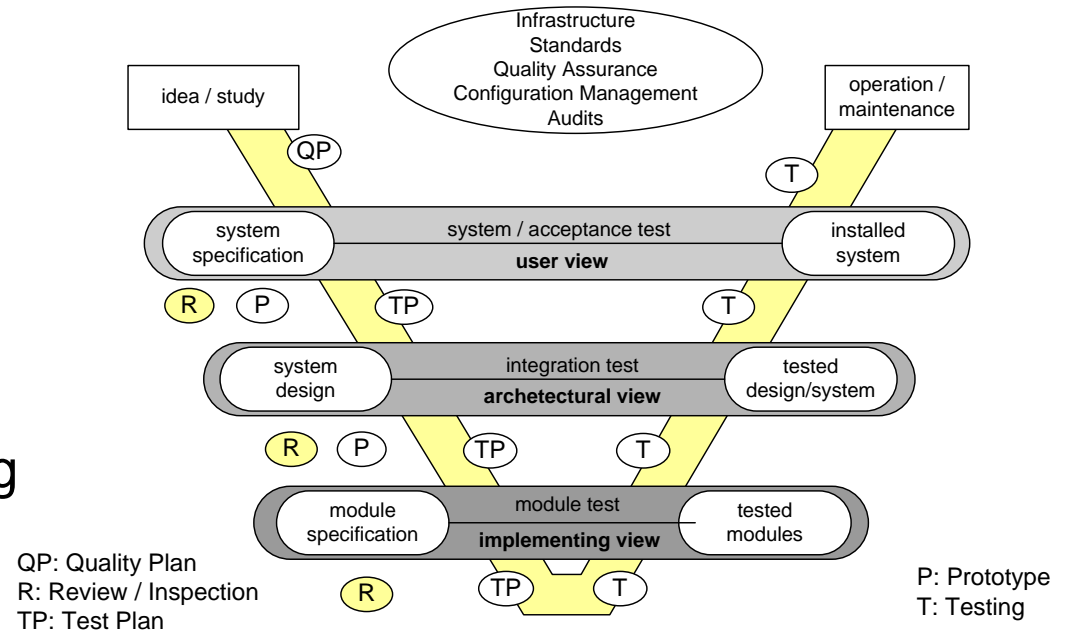 Infrastructure
Standards
Quality Assurance
Configuration Management
Audits
idea / study
operation /
maintenance
QP
T
system
specification
system / acceptance test
user view
installed
system
R
P
TP
T
system
design
integration test
archetectural view
tested
design/system
R
P
TP
T
g
module
specification
module test
implementing view
tested
modules
R
TP
T
QP: Quality Plan
R: Review / Inspection
TP: Test Plan
P: Prototype
T: Testing